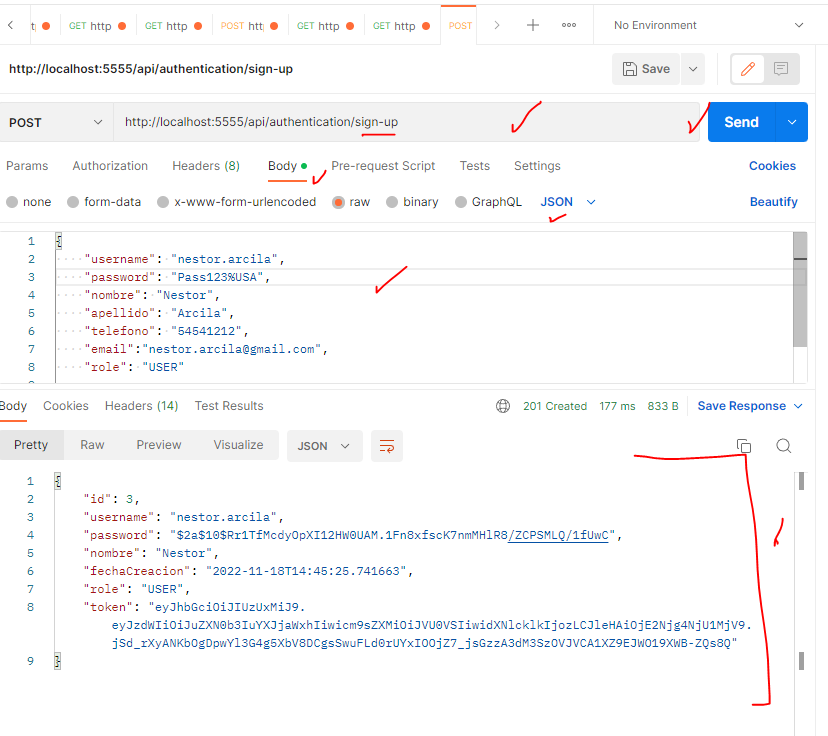 GET http GET http POST htt GET http GET http POST No Environment
http://localhost:5555/api/authentication/sign-up Save
POST http://localhost:5555/api/authentication/sign-up Send
Params Authorization Headers (8) Body Pre-request Script Tests Settings Cookies
none form-data x-www-form-urlencoded raw binary GraphQL JSON Beautify
1 {
2 "username": "nestor.arcila",
3 "password": "Pass123%USA",
4 "nombre": "Nestor",
5 "apellido": "Arcila",
6 "telefono": "54541212",
7 "email":"nestor.arcila@gmail.com",
8 "role": "USER"
Body Cookies Headers (14) Test Results 201 Created 177 ms 833 B Save Response
Pretty Raw Preview Visualize JSON
1 {
2 "id": 3,
3 "username": "nestor.arcila",
4 "password": "$2a$10$Rr1TfMcdyOpXI12HW0UAM.1Fn8xfscK7nmMHlR8/ZCPSMLQ/1fUwC",
5 "nombre": "Nestor",
6 "fechaCreacion": "2022-11-18T14:45:25.741663",
7 "role": "USER",
8 "token": "eyJhbGciOiJIUzUxMiJ9.
eyJzdWIiOiJuZXN0b3IuYXJjaWxhIiwicm9sZXMiOiJVU0VSIiwidXNlcklkIjozLCJleHAiOjE2Njg4NjU1MjV9.
jSd_rXyANKbOgDpwYl3G4g5XbV8DCgsSwuFLd0rUYxIOOjZ7_jsGzzA3dM3SzOVJVCA1XZ9EJWO19XWB-ZQs8Q"
9 }